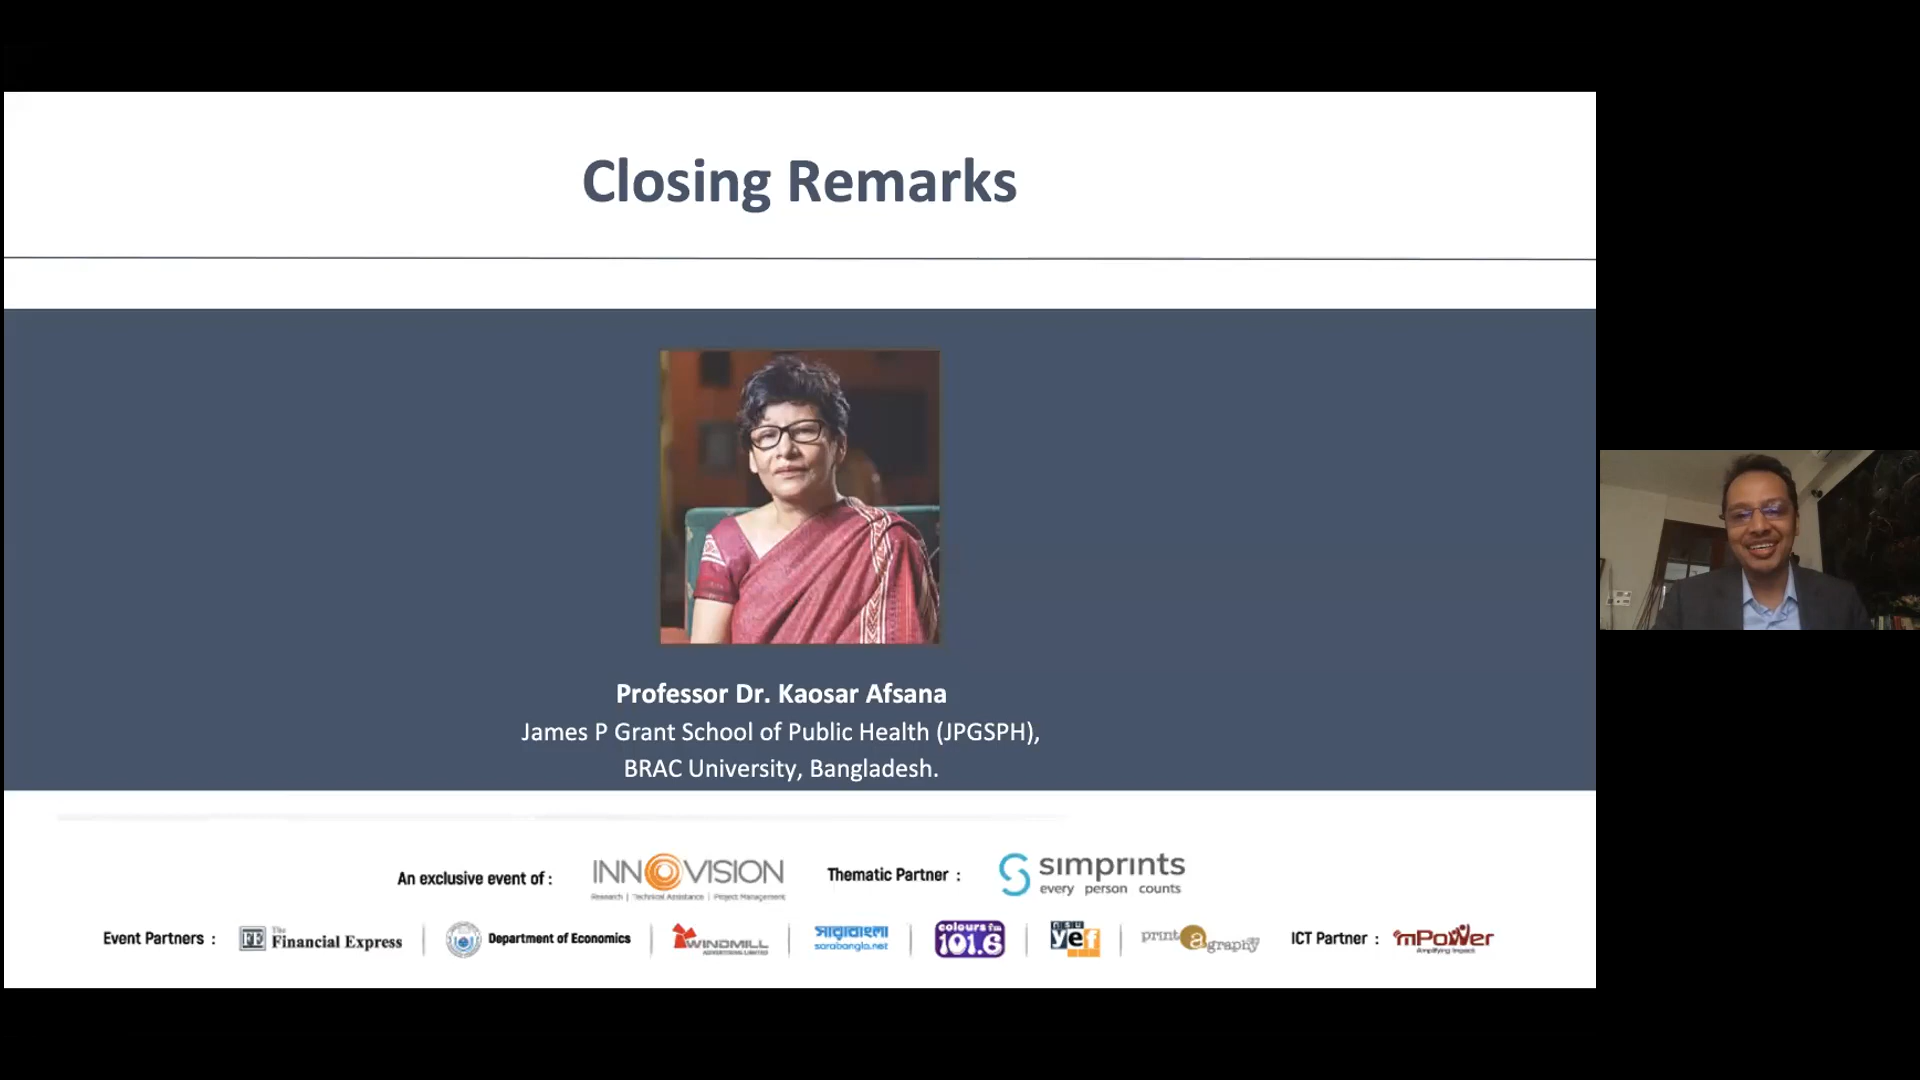 Closing Remarks
Professor Dr. Kaosar Afsana
James P Grant School of Public Health (JPGSPH),
BRAC University, Bangladesh.
An exclusive event of :
INNOVISION
Research | Technical Assistance | Project Management
Thematic Partner :
simprints
every person counts
Event Partners :
FE The Financial Express
Department of Economics
WINDMILL
ADVERTISING LIMITED
সারাবাংলা
sarabangla.net
colours fm
101.6
nsu
yef
print a graphy
ICT Partner :
mPower
Amplifying Impact